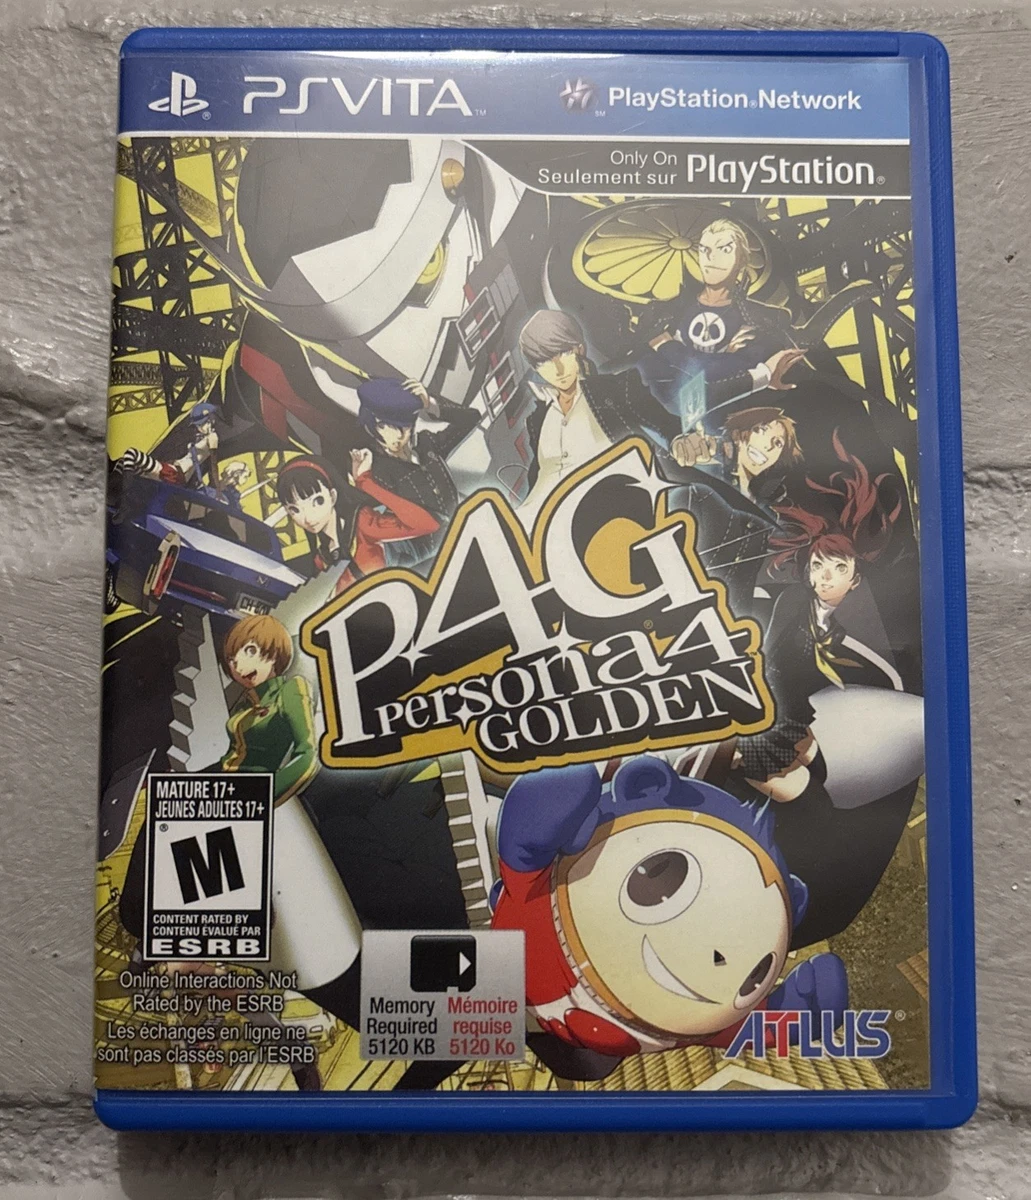 PSVITA™
PlayStation®Network
SM
Only On
Seulement sur
PlayStation®
P4G
Persona4®
GOLDEN
MATURE 17+
JEUNES ADULTES 17+
®
M
CONTENT RATED BY
CONTENU ÉVALUÉ PAR
ESRB
Online Interactions Not
Rated by the ESRB
Les échanges en ligne ne
sont pas classés par l'ESRB
Memory
Required
5120 KB
Mémoire
requise
5120 Ko
ATLUS®